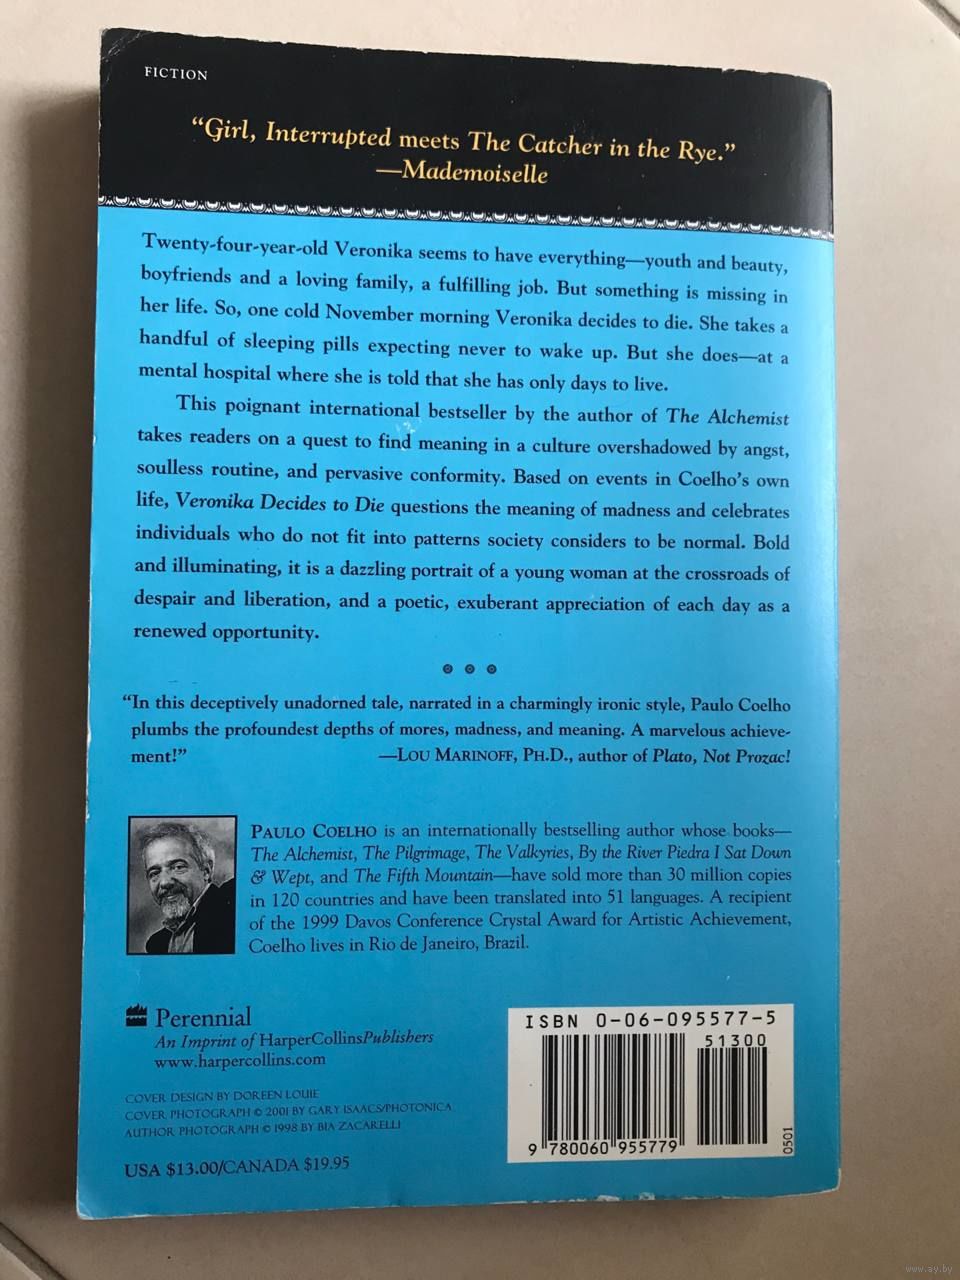 FICTION
“Girl, Interrupted meets The Catcher in the Rye.”
—Mademoiselle
Twenty-four-year-old Veronika seems to have everything—youth and beauty,
boyfriends and a loving family, a fulfilling job. But something is missing in
her life. So, one cold November morning Veronika decides to die. She takes a
handful of sleeping pills expecting never to wake up. But she does—at a
mental hospital where she is told that she has only days to live.
This poignant international bestseller by the author of The Alchemist
takes readers on a quest to find meaning in a culture overshadowed by angst,
soulless routine, and pervasive conformity. Based on events in Coelho’s own
life, Veronika Decides to Die questions the meaning of madness and celebrates
individuals who do not fit into patterns society considers to be normal. Bold
and illuminating, it is a dazzling portrait of a young woman at the crossroads of
despair and liberation, and a poetic, exuberant appreciation of each day as a
renewed opportunity.
“In this deceptively unadorned tale, narrated in a charmingly ironic style, Paulo Coelho
plumbs the profoundest depths of mores, madness, and meaning. A marvelous achieve-
ment!” —LOU MARINOFF, PH.D., author of Plato, Not Prozac!
PAULO COELHO is an internationally bestselling author whose books—
The Alchemist, The Pilgrimage, The Valkyries, By the River Piedra I Sat Down
& Wept, and The Fifth Mountain—have sold more than 30 million copies
in 120 countries and have been translated into 51 languages. A recipient
of the 1999 Davos Conference Crystal Award for Artistic Achievement,
Coelho lives in Rio de Janeiro, Brazil.
Perennial
An Imprint of HarperCollinsPublishers
www.harpercollins.com
COVER DESIGN BY DOREEN LOUIE
COVER PHOTOGRAPH © 2001 BY GARY ISAACS/PHOTONICA
AUTHOR PHOTOGRAPH © 1998 BY BIA ZACARELLI
USA $13.00/CANADA $19.95
ISBN 0-06-095577-5
51300
9 780060 955779
0501
www.ay.by